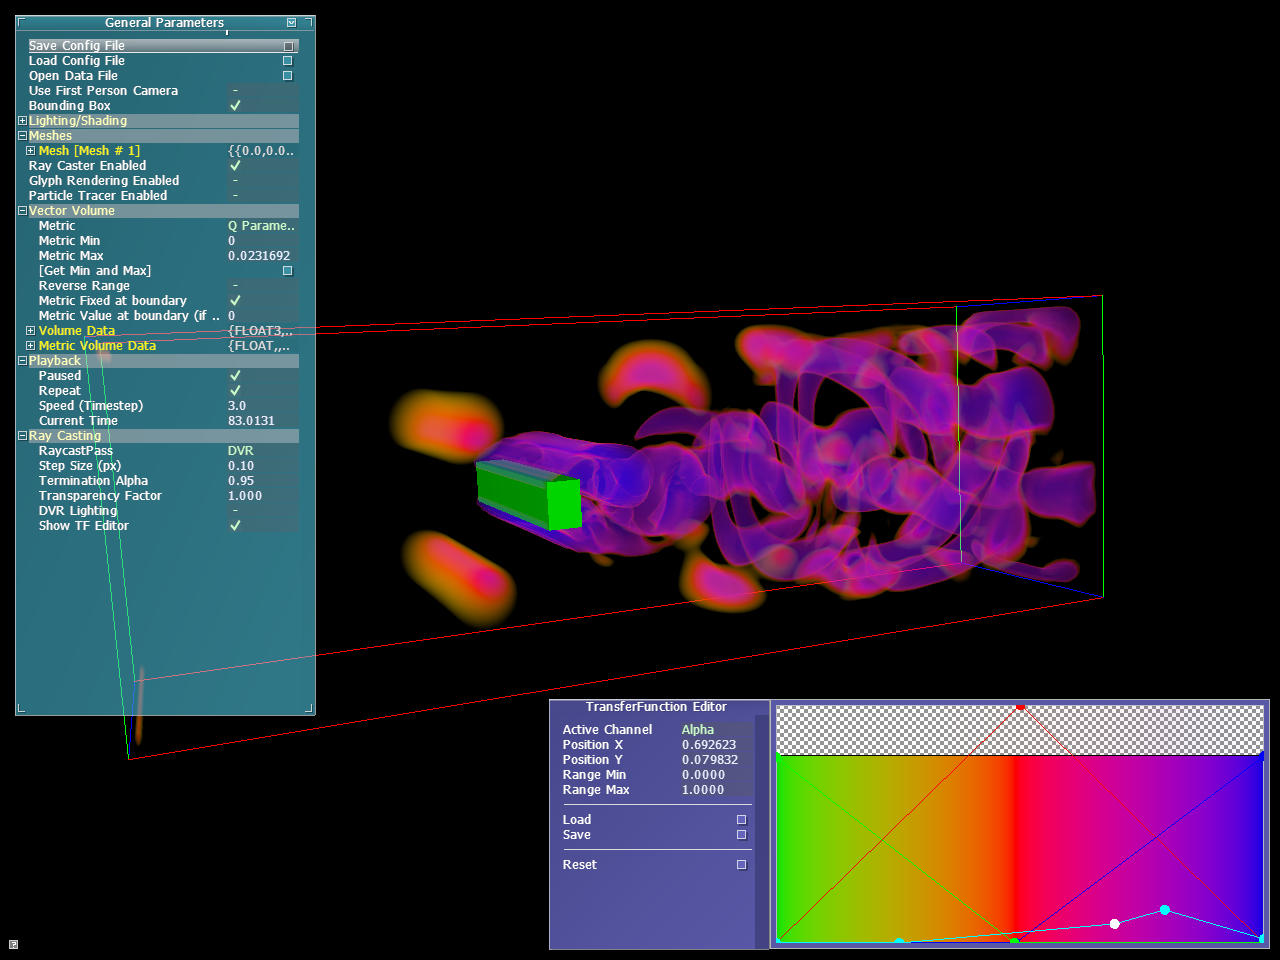 General Parameters
Save Config File
Load Config File
Open Data File
Use First Person Camera -
Bounding Box
Lighting/Shading
Meshes
Mesh [Mesh # 1] {{0.0,0.0..
Ray Caster Enabled
Glyph Rendering Enabled -
Particle Tracer Enabled -
Vector Volume
Metric Q Parame..
Metric Min 0
Metric Max 0.0231692
[Get Min and Max]
Reverse Range -
Metric Fixed at boundary
Metric Value at boundary (if .. 0
Volume Data {FLOAT3,..
Metric Volume Data {FLOAT,,..
Playback
Paused
Repeat
Speed (Timestep) 3.0
Current Time 83.0131
Ray Casting
RaycastPass DVR
Step Size (px) 0.10
Termination Alpha 0.95
Transparency Factor 1.000
DVR Lighting -
Show TF Editor
TransferFunction Editor
Active Channel Alpha
Position X 0.692623
Position Y 0.079832
Range Min 0.0000
Range Max 1.0000
Load
Save
Reset
?